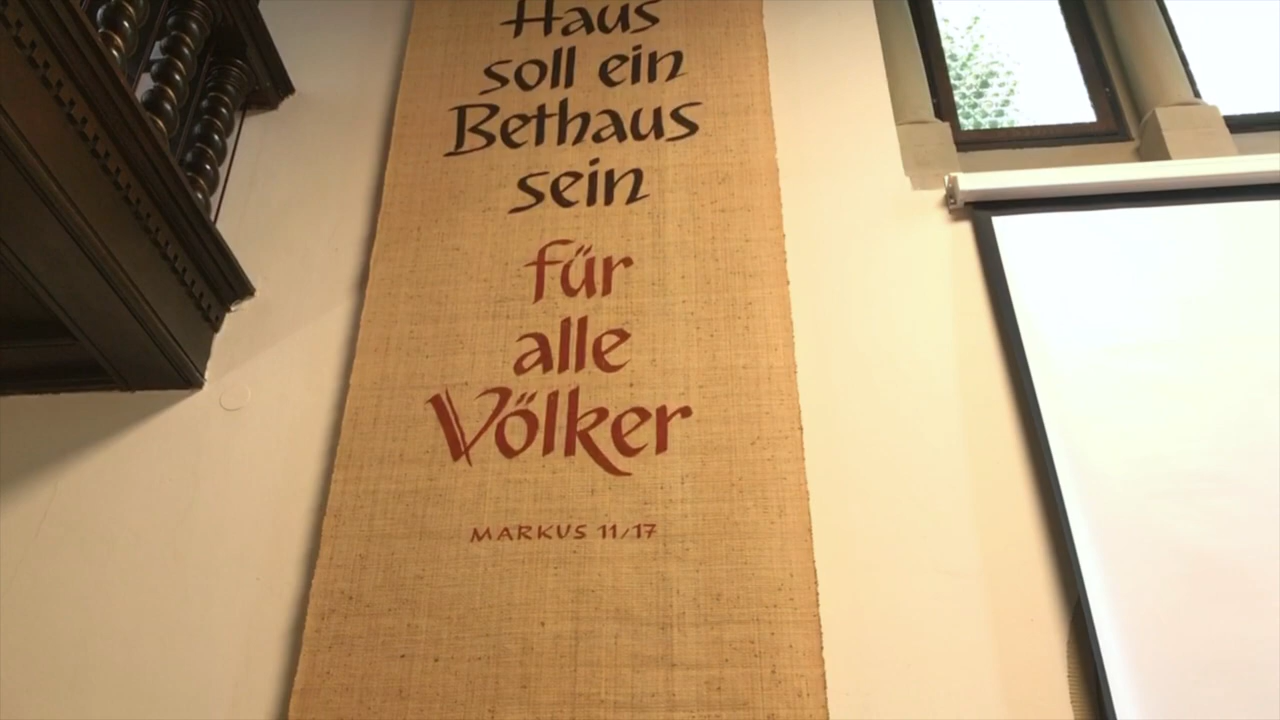 Haus
soll ein
Bethaus
sein
für
alle
Völker
MARKUS 11/17